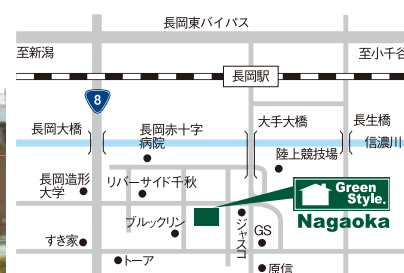 長岡東バイパス
至新潟
至小千谷
長岡駅
8
長岡大橋
長岡赤十字
病院
大手大橋
長生橋
信濃川
陸上競技場
長岡造形
大学
リバーサイド千秋
Green
Style.
Nagaoka
ブルックリン
ジャスコ
GS
すき家
トーア
原信